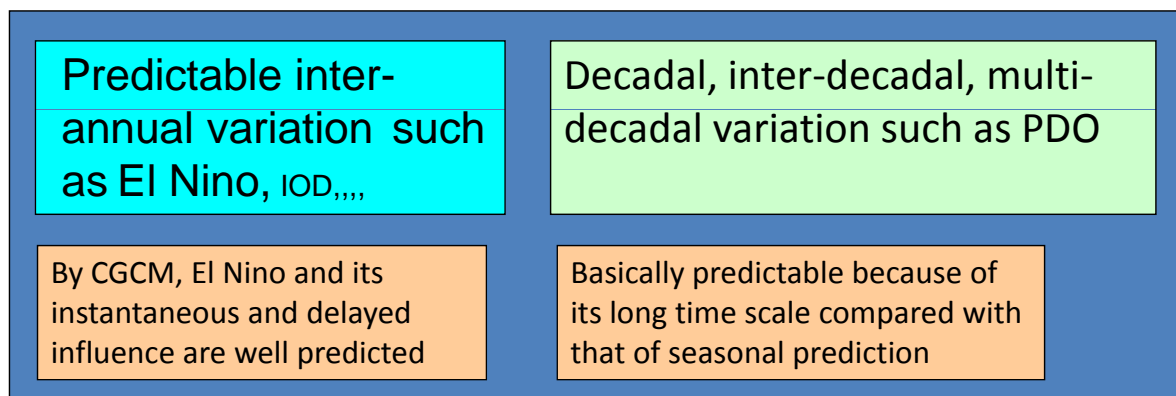 Predictable inter-
annual variation such
as El Nino, IOD,,,,
Decadal, inter-decadal, multi-
decadal variation such as PDO
By CGCM, El Nino and its
instantaneous and delayed
influence are well predicted
Basically predictable because of
its long time scale compared with
that of seasonal prediction